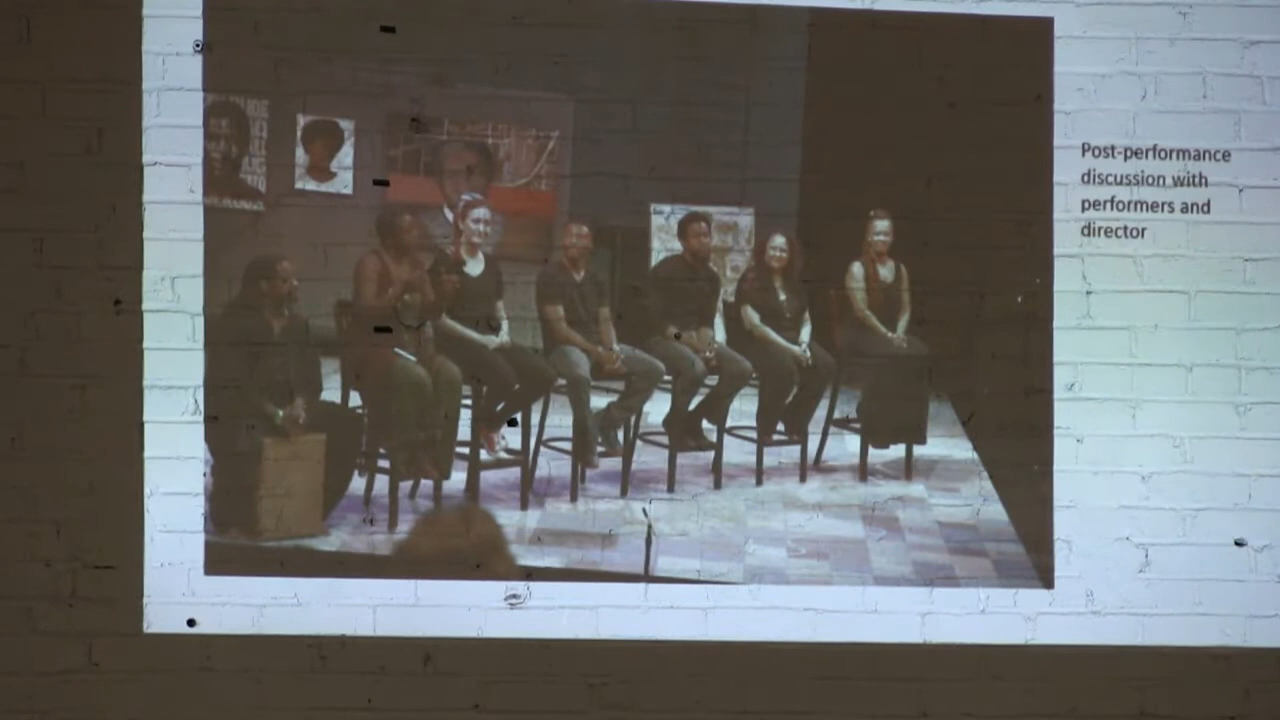 Post-performance
discussion with
performers and
director